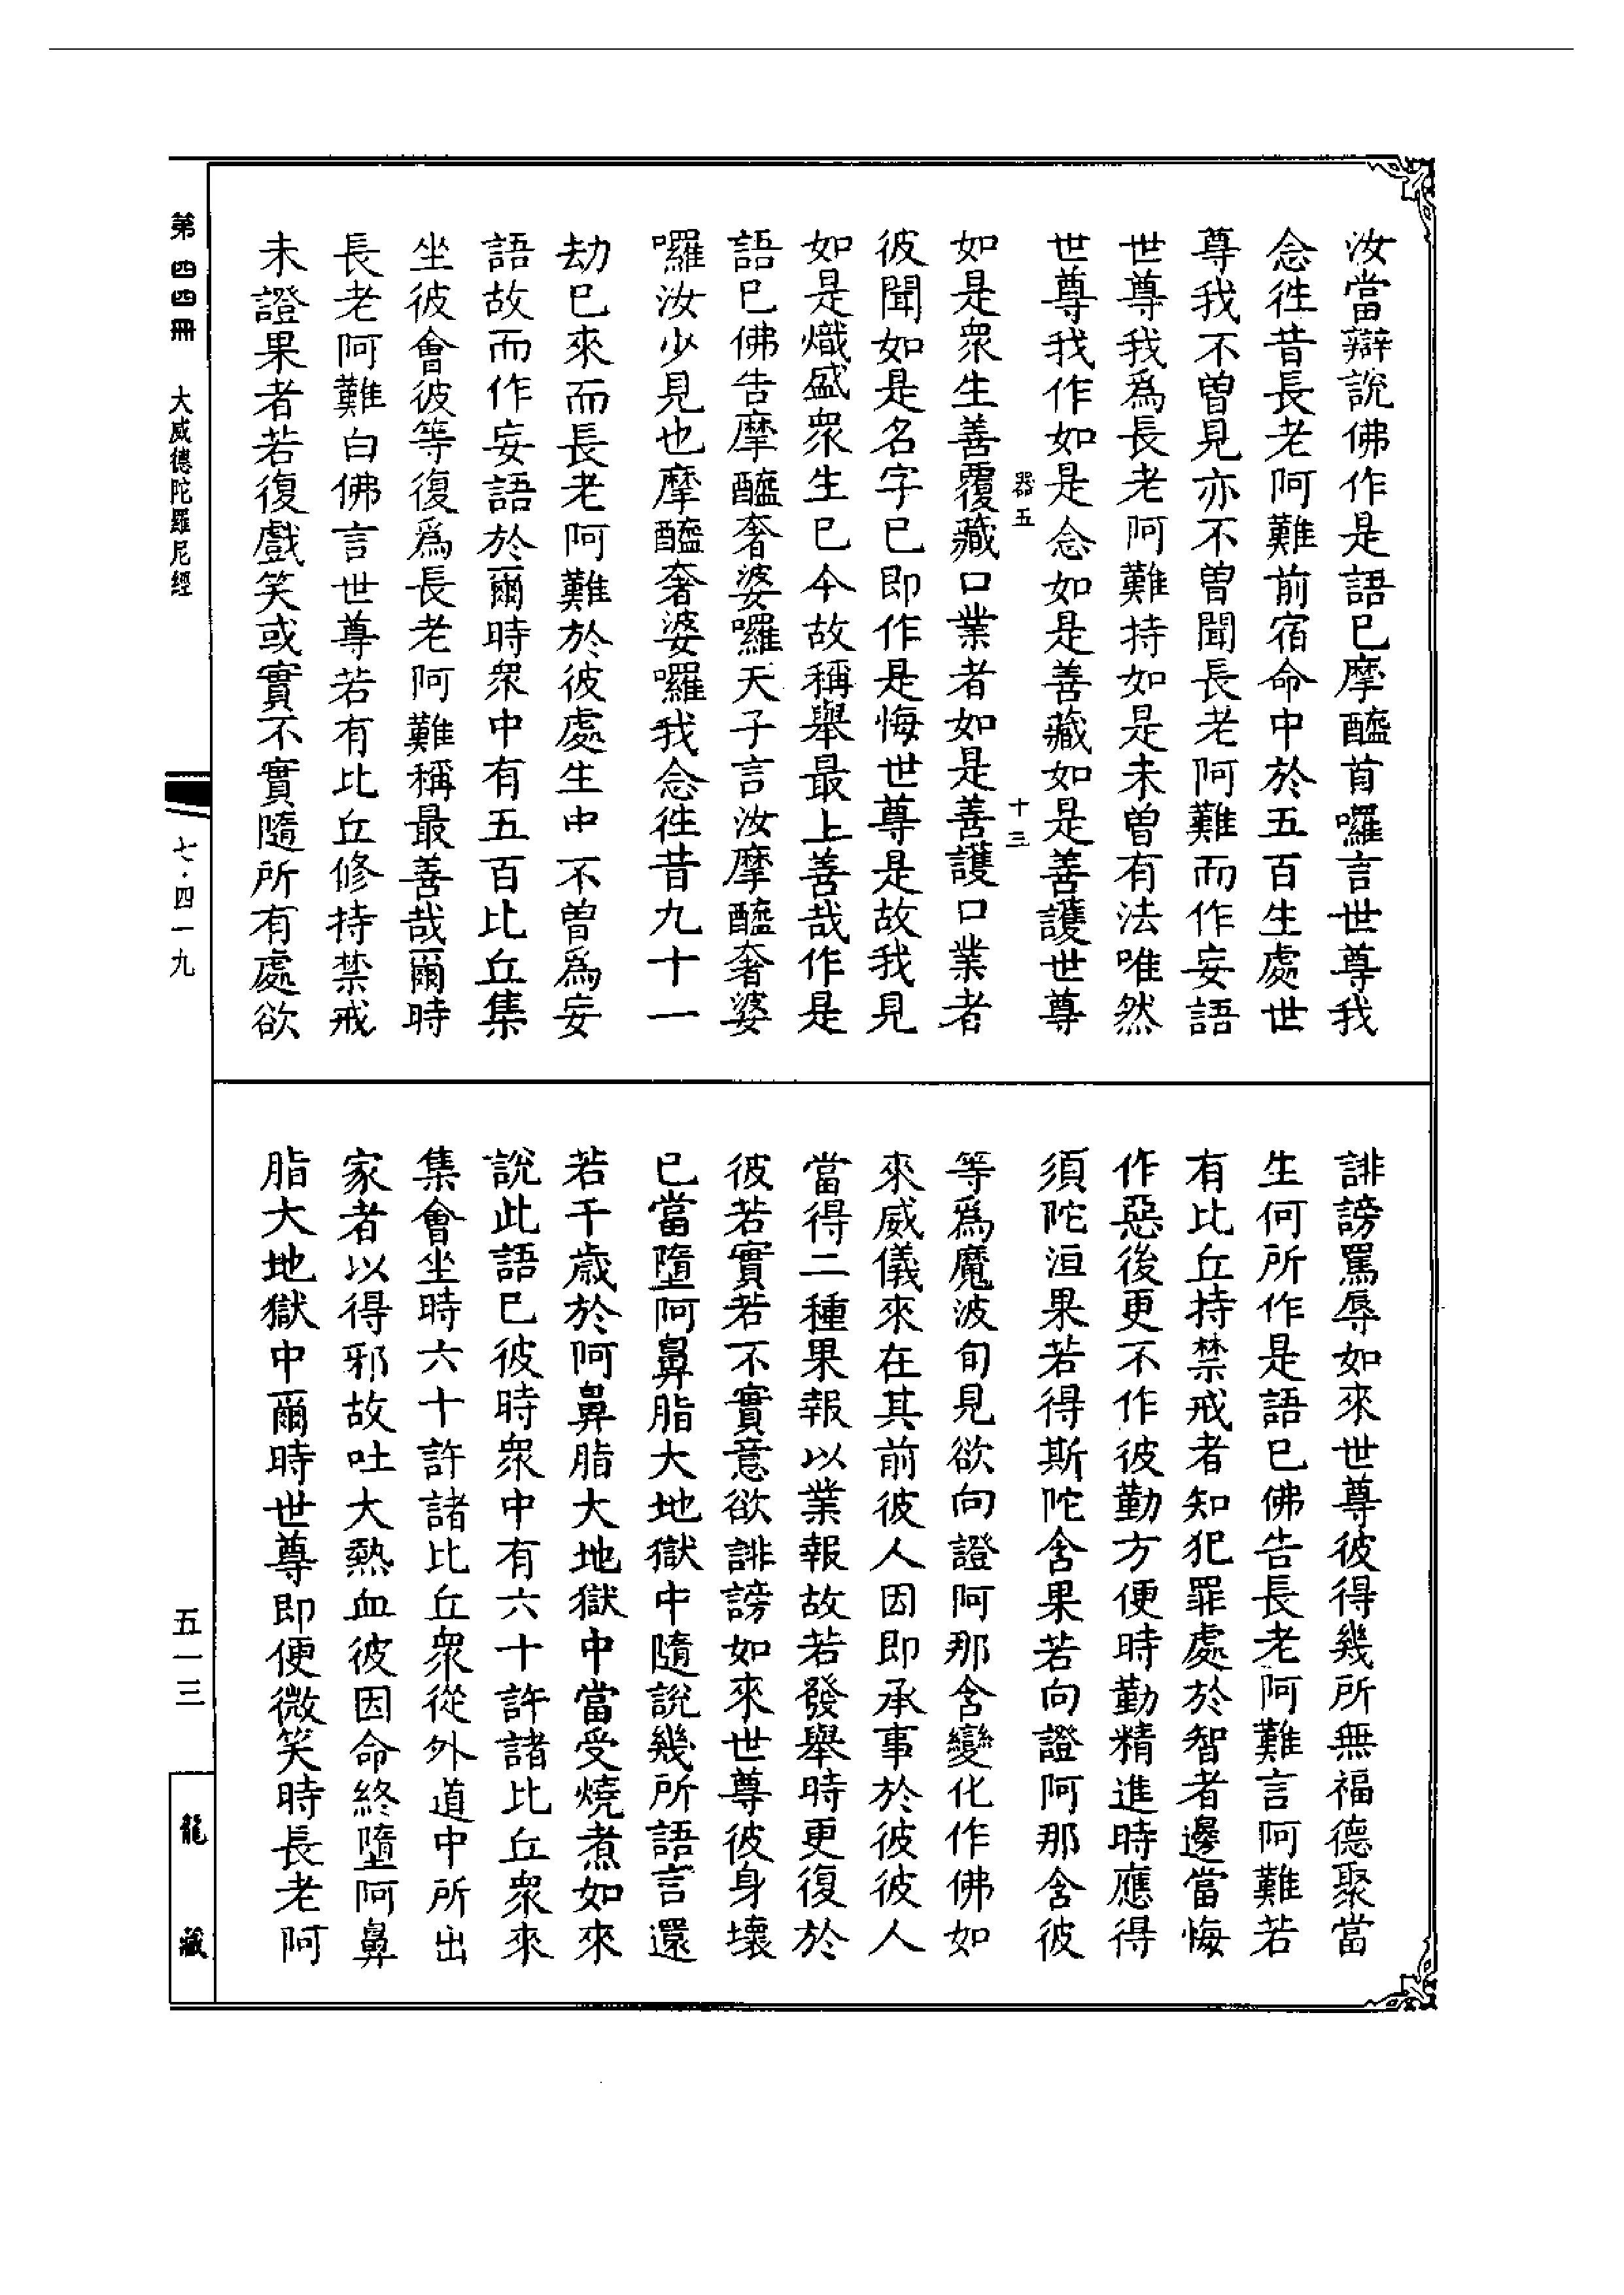 汝當辯說佛作是語已摩醯首囉言世尊我
念徃昔長老阿難前宿命中於五百生處世
尊我不曽見亦不曽聞長老阿難而作妄語
世尊我爲長老阿難持如是未曽有法唯然
世尊我作如是念如是善藏如是善護世尊
器五
十三
如是衆生善覆藏口業者如是善護口業者
彼聞如是名字已即作是悔世尊是故我見
如是熾盛衆生已今故稱舉最上善哉作是
語已佛告摩醯奢婆囉天子言汝摩醯奢婆
囉汝少見也摩醯奢婆囉我念徃昔九十一
劫已來而長老阿難於彼處生中不曽爲妄
語故而作妄語於爾時衆中有五百比丘集
坐彼會彼等復爲長老阿難稱最善哉爾時
長老阿難白佛言世尊若有比丘修持禁戒
未證果者若復戲笑或實不實隨所有處欲
誹謗罵辱如來世尊彼得幾所無福德聚當
生何所作是語已佛告長老阿難言阿難若
有比丘持禁戒者知犯罪處於智者邊當悔
作惡後更不作彼勤方便時勤精進時應得
須陀洹果若得斯陀含果若向證阿那含彼
等爲魔波旬見欲向證阿那含變化作佛如
來威儀來在其前彼人因即承事於彼彼人
當得二種果報以業報故若發舉時更復於
彼若實若不實意欲誹謗如來世尊彼身壞
已當墮阿鼻脂大地獄中隨說幾所語言還
若干歲於阿鼻脂大地獄中當受燒煮如來
說此語已彼時衆中有六十許諸比丘衆來
集會坐時六十許諸比丘衆從外道中所出
家者以得邪故吐大熱血彼因命終墮阿鼻
脂大地獄中爾時世尊即便微笑時長老阿
第四四冊
大威德陀羅尼經
七·四一九
五一三
龍藏